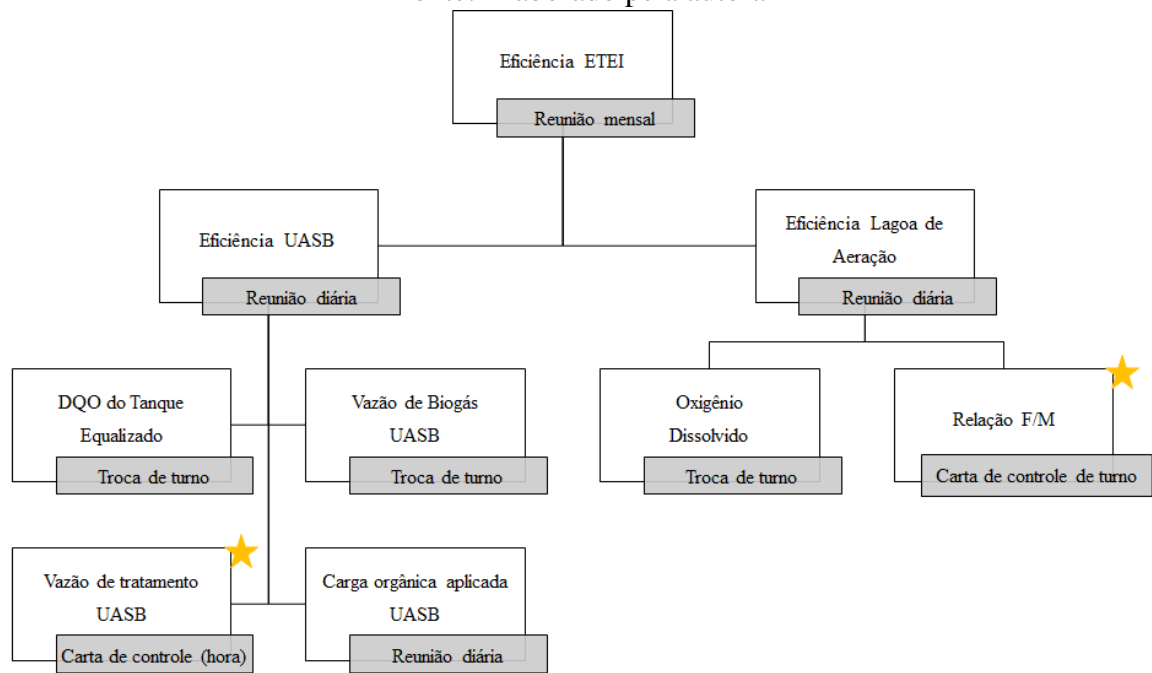 Eficiência ETEI
Reunião mensal
Eficiência UASB
Reunião diária
Eficiência Lagoa de
Aeração
Reunião diária
DQO do Tanque
Equalizado
Troca de turno
Vazão de Biogás
UASB
Troca de turno
Oxigênio
Dissolvido
Troca de turno
Relação F/M
Carta de controle de turno
Vazão de tratamento
UASB
Carta de controle (hora)
Carga orgânica aplicada
UASB
Reunião diária